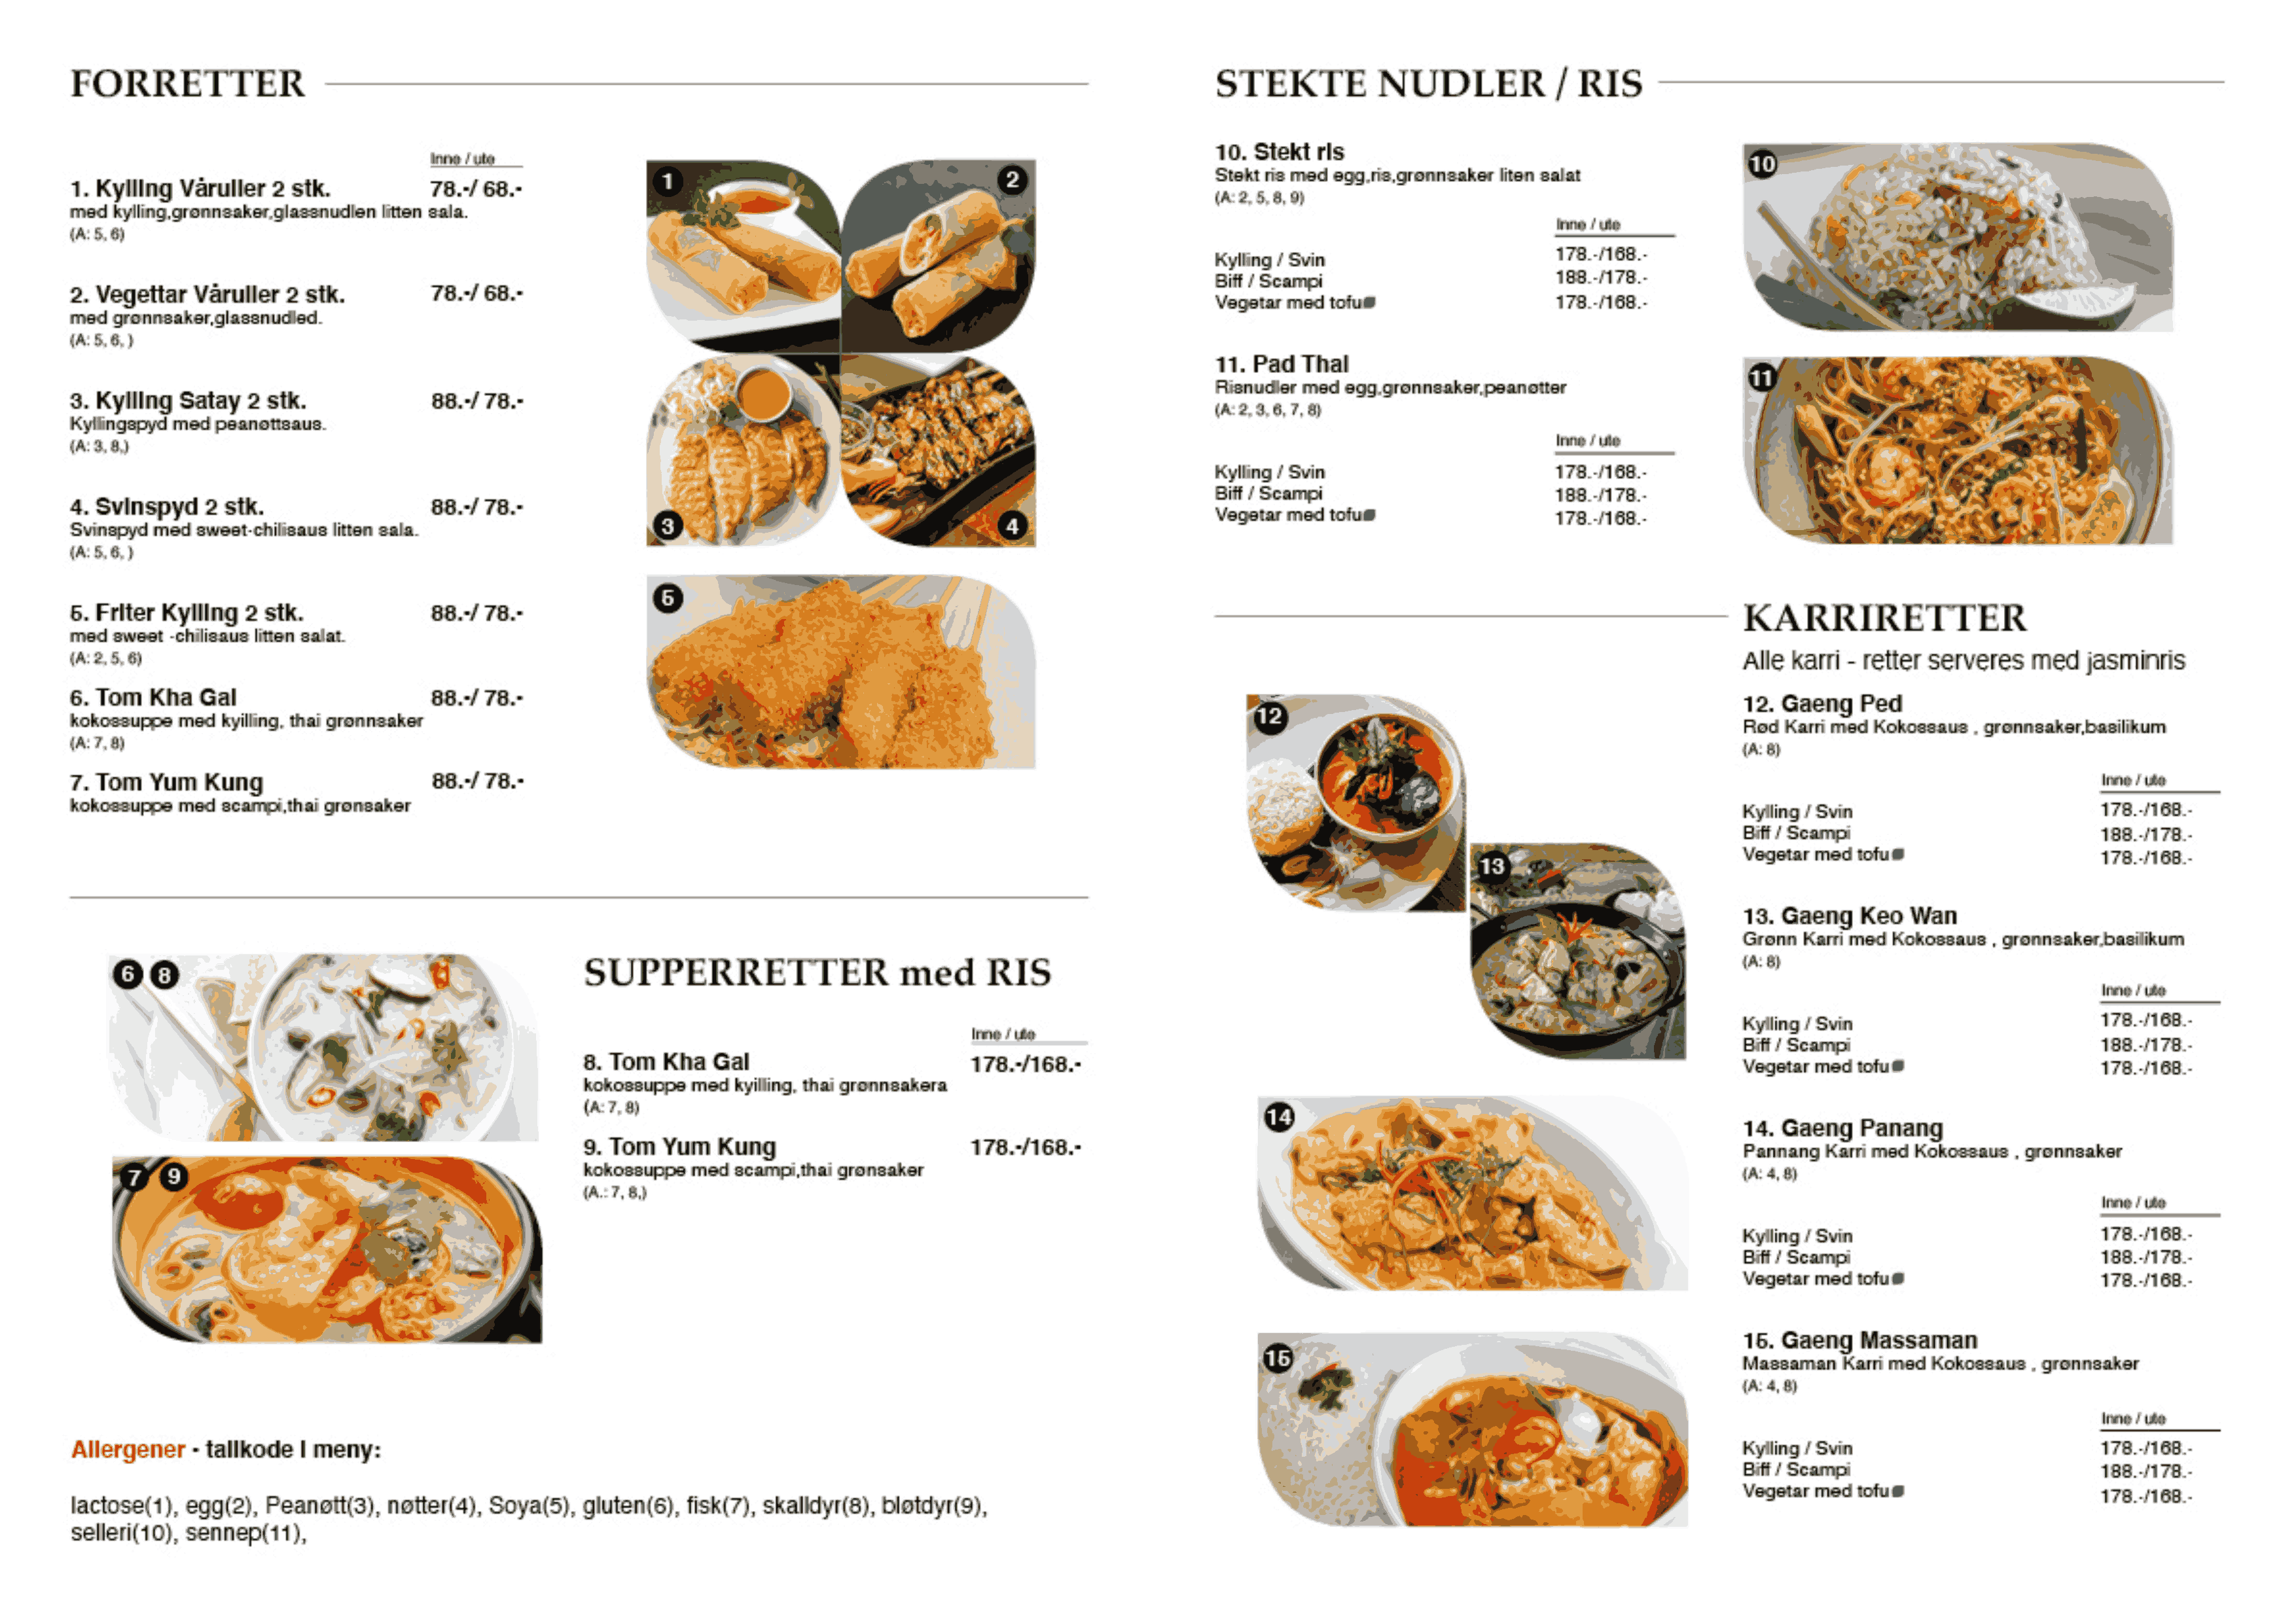 FORRETTER
Inne / ute
1. Kylling Våruller 2 stk. 78.-/ 68.-
med kylling,grønnsaker,glassnudlen litten sala.
(A: 5, 6)
2. Vegettar Våruller 2 stk. 78.-/ 68.-
med grønnsaker,glassnudled.
(A: 5, 6, )
3. Kylling Satay 2 stk. 88.-/ 78.-
Kyllingspyd med peanøttsaus.
(A: 3, 8,)
4. Svinspyd 2 stk. 88.-/ 78.-
Svinspyd med sweet-chilisaus litten sala.
(A: 5, 6, )
5. Friter Kylling 2 stk. 88.-/ 78.-
med sweet -chilisaus litten salat.
(A: 2, 5, 6)
6. Tom Kha Gai 88.-/ 78.-
kokossuppe med kyilling, thai grønnsaker
(A: 7, 8)
7. Tom Yum Kung 88.-/ 78.-
kokossuppe med scampi,thai grønsaker
1
2
3
4
5
6 8
7 9
SUPPERRETTER med RIS
Inne / ute
8. Tom Kha Gai 178.-/168.-
kokossuppe med kyilling, thai grønnsakera
(A: 7, 8)
9. Tom Yum Kung 178.-/168.-
kokossuppe med scampi,thai grønsaker
(A.: 7, 8,)
Allergener - tallkode I meny:
lactose(1), egg(2), Peanøtt(3), nøtter(4), Soya(5), gluten(6), fisk(7), skalldyr(8), bløtdyr(9),
selleri(10), sennep(11),
STEKTE NUDLER / RIS
10. Stekt ris
Stekt ris med egg,ris,grønnsaker liten salat
(A: 2, 5, 8, 9)
Inne / ute
Kylling / Svin 178.-/168.-
Biff / Scampi 188.-/178.-
Vegetar med tofu 178.-/168.-
10
11. Pad Thai
Risnudler med egg,grønnsaker,peanøtter
(A: 2, 3, 6, 7, 8)
Inne / ute
Kylling / Svin 178.-/168.-
Biff / Scampi 188.-/178.-
Vegetar med tofu 178.-/168.-
11
KARRIRETTER
Alle karri - retter serveres med jasminris
12. Gaeng Ped
Rød Karri med Kokossaus , grønnsaker,basilikum
(A: 8)
Inne / ute
Kylling / Svin 178.-/168.-
Biff / Scampi 188.-/178.-
Vegetar med tofu 178.-/168.-
12
13. Gaeng Keo Wan
Grønn Karri med Kokossaus , grønnsaker,basilikum
(A: 8)
Inne / ute
Kylling / Svin 178.-/168.-
Biff / Scampi 188.-/178.-
Vegetar med tofu 178.-/168.-
13
14. Gaeng Panang
Pannang Karri med Kokossaus , grønnsaker
(A: 4, 8)
Inne / ute
Kylling / Svin 178.-/168.-
Biff / Scampi 188.-/178.-
Vegetar med tofu 178.-/168.-
14
15. Gaeng Massaman
Massaman Karri med Kokossaus , grønnsaker
(A: 4, 8)
Inne / ute
Kylling / Svin 178.-/168.-
Biff / Scampi 188.-/178.-
Vegetar med tofu 178.-/168.-
15